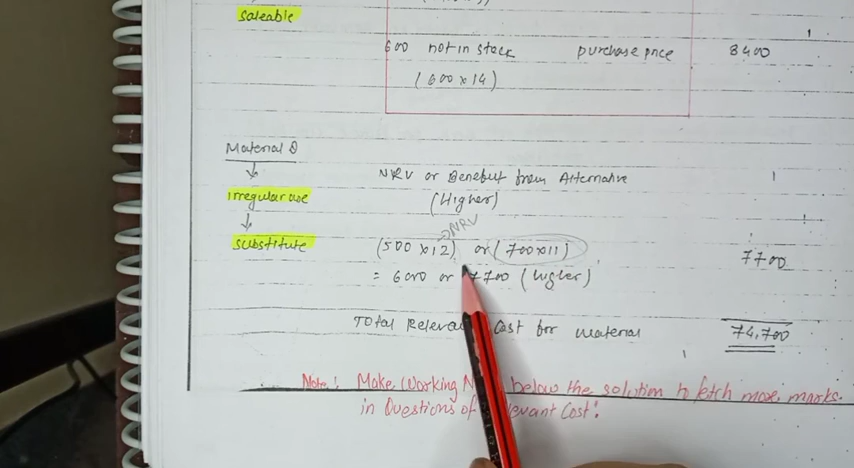 saleable
600 not in stock purchase price 8400
(600 x 14)
Material D
NRV or Benefit from Alternative
irregular use (Higher)
→NRV
substitute (500 x 12) or (700 x 11) 7700
= 6000 or 7700 (higher)
Total Relevant Cost for material 74,700
Note: Make Working N below the solution to fetch more marks.
in Questions of Relevant Cost.